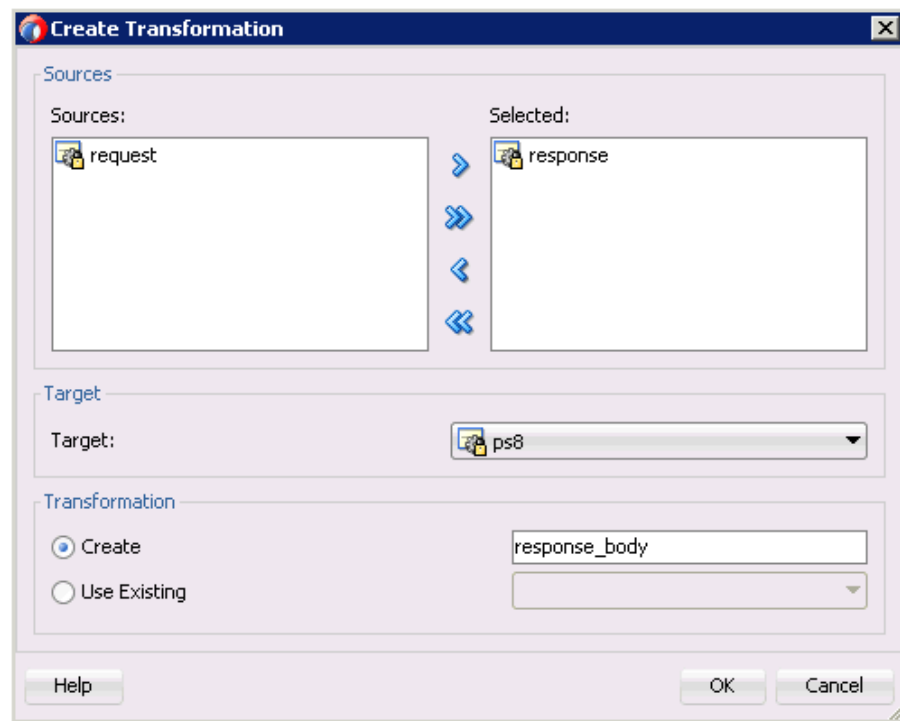 Create Transformation
Sources
Sources:
Selected:
request
response
Target
Target:
ps8
Transformation
Create
response_body
Use Existing
Help
OK
Cancel